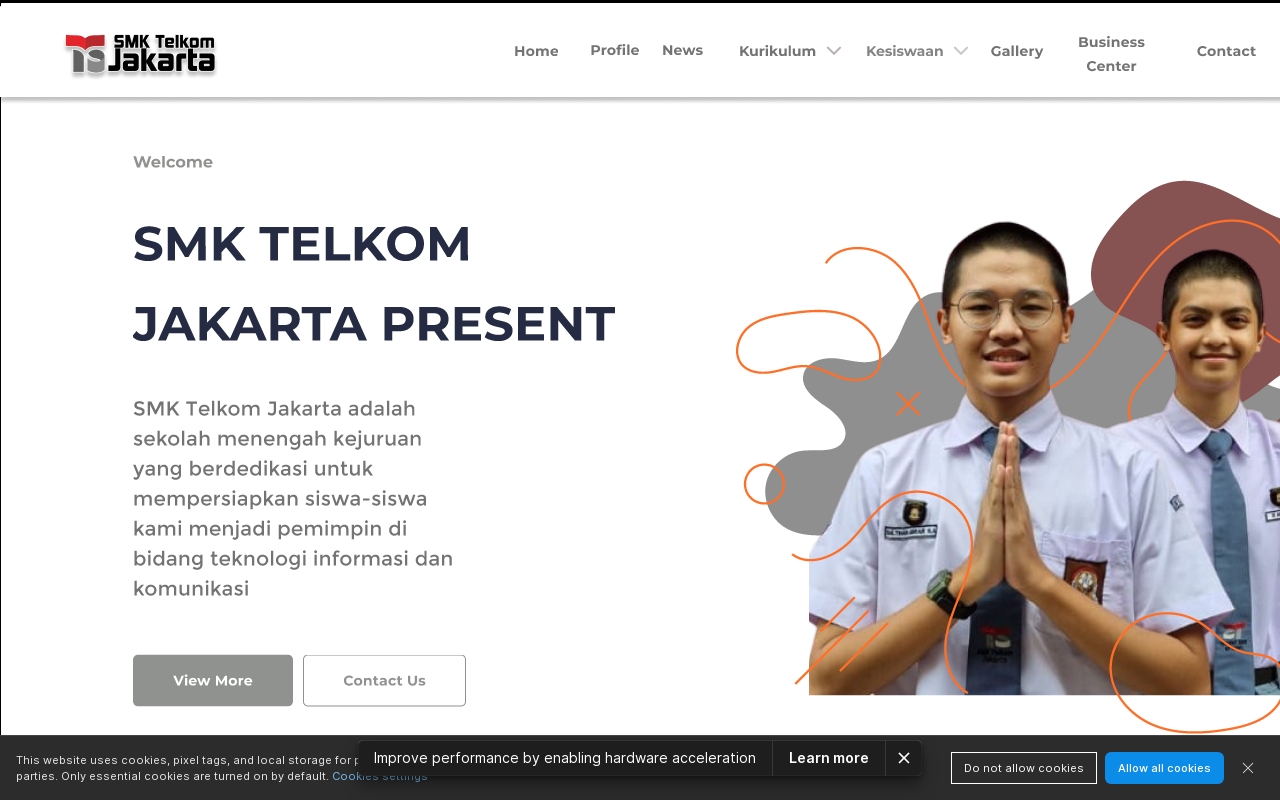 SMK Telkom
Jakarta
Home
Profile
News
Kurikulum
Kesiswaan
Gallery
Business
Center
Contact
Welcome
SMK TELKOM
JAKARTA PRESENT
SMK Telkom Jakarta adalah
sekolah menengah kejuruan
yang berdedikasi untuk
mempersiapkan siswa-siswa
kami menjadi pemimpin di
bidang teknologi informasi dan
komunikasi
View More
Contact Us
This website uses cookies, pixel tags, and local storage for
parties. Only essential cookies are turned on by default. Cookies settings
Improve performance by enabling hardware acceleration
Learn more
Do not allow cookies
Allow all cookies